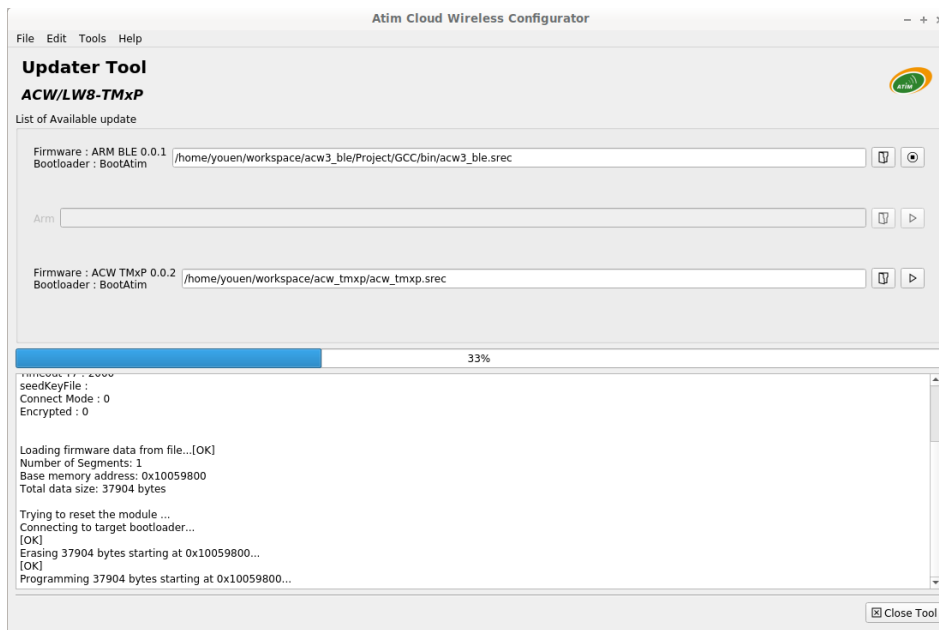 Atim Cloud Wireless Configurator
File Edit Tools Help
Updater Tool
ACW/LW8-TMxP
ATIM
List of Available update
Firmware : ARM BLE 0.0.1
Bootloader : BootAtim
/home/youen/workspace/acw3_ble/Project/GCC/bin/acw3_ble.srec
Arm
Firmware : ACW TMxP 0.0.2
Bootloader : BootAtim
/home/youen/workspace/acw_tmxp/acw_tmxp.srec
33%
Timeout T7 : 2000
seedKeyFile :
Connect Mode : 0
Encrypted : 0
Loading firmware data from file...[OK]
Number of Segments: 1
Base memory address: 0x10059800
Total data size: 37904 bytes
Trying to reset the module ...
Connecting to target bootloader...
[OK]
Erasing 37904 bytes starting at 0x10059800...
[OK]
Programming 37904 bytes starting at 0x10059800...
Close Tool